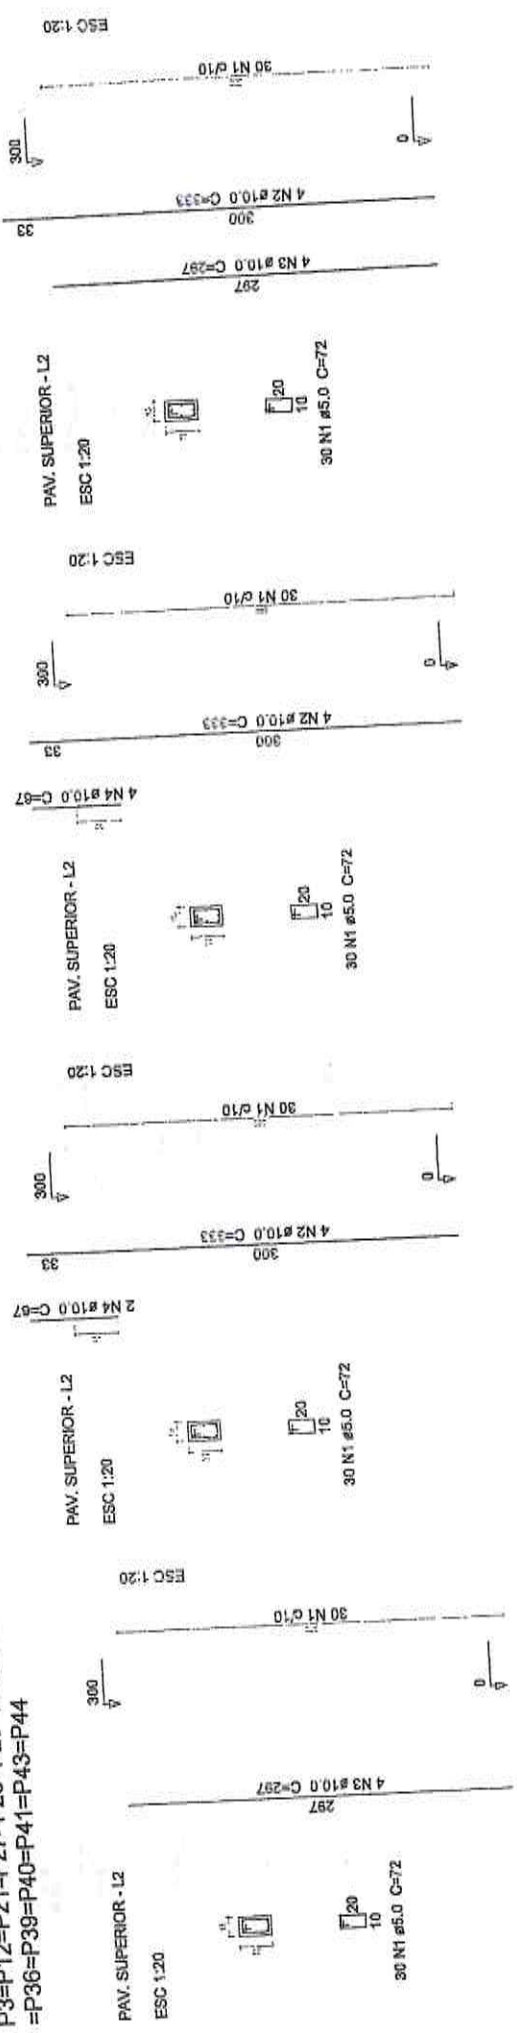 ESC 1:20
30 N1 c/10
300
0
4 N2 ø10.0 C=333
300
33
4 N3 ø10.0 C=297
297
PAV. SUPERIOR - L2
ESC 1:20
20
10
30 N1 ø5.0 C=72
ESC 1:20
30 N1 c/10
300
0
4 N2 ø10.0 C=333
300
33
4 N4 ø10.0 C=67
PAV. SUPERIOR - L2
ESC 1:20
20
10
30 N1 ø5.0 C=72
ESC 1:20
30 N1 c/10
300
0
4 N2 ø10.0 C=333
300
33
2 N4 ø10.0 C=67
PAV. SUPERIOR - L2
ESC 1:20
20
10
30 N1 ø5.0 C=72
ESC 1:20
30 N1 c/10
300
0
4 N3 ø10.0 C=297
297
PAV. SUPERIOR - L2
ESC 1:20
20
10
30 N1 ø5.0 C=72
P3=P12=P21=
=P36=P39=P40=P41=P43=P44